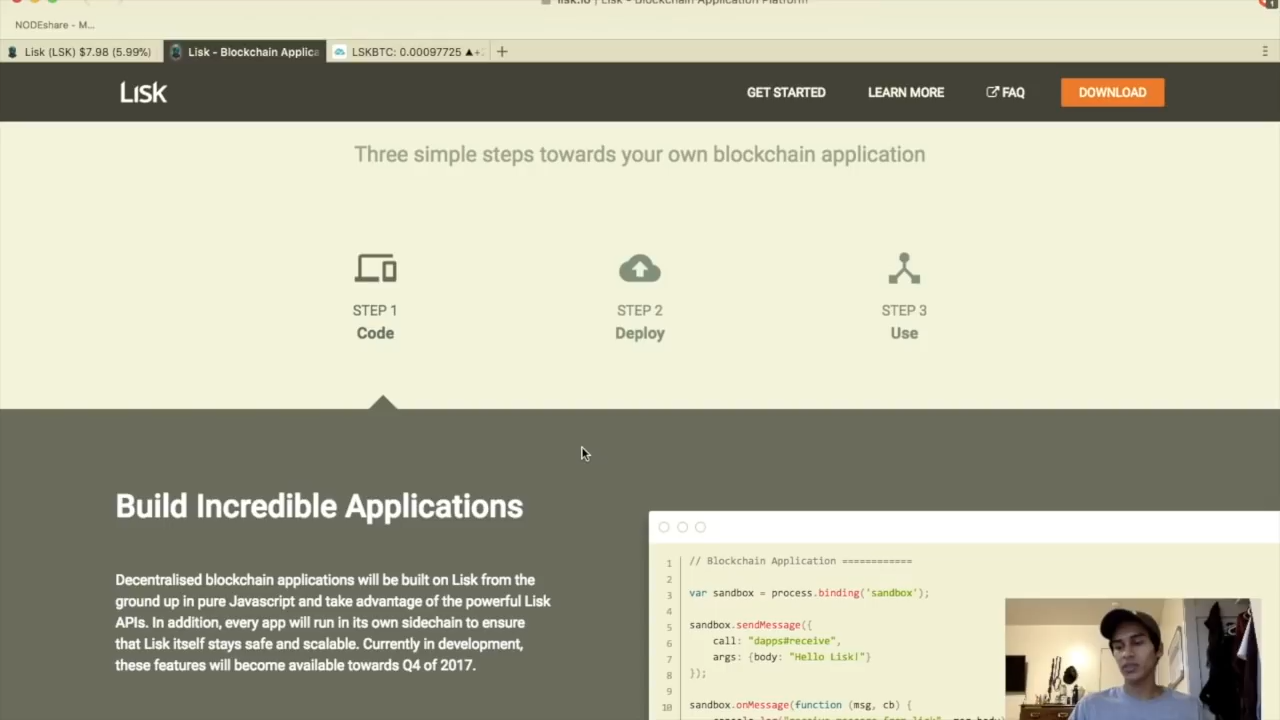 lisk.io | Lisk - Blockchain Application Platform
NODEshare - M...
Lisk (LSK) $7.98 (5.99%)
Lisk - Blockchain Applica
LSKBTC: 0.00097725 ▲+
Lisk
GET STARTED
LEARN MORE
FAQ
DOWNLOAD
Three simple steps towards your own blockchain application
STEP 1
Code
STEP 2
Deploy
STEP 3
Use
Build Incredible Applications
Decentralised blockchain applications will be built on Lisk from the
ground up in pure Javascript and take advantage of the powerful Lisk
APIs. In addition, every app will run in its own sidechain to ensure
that Lisk itself stays safe and scalable. Currently in development,
these features will become available towards Q4 of 2017.
1 // Blockchain Application ============
2
3 var sandbox = process.binding('sandbox');
4
5 sandbox.sendMessage({
6 call: "dapps#receive",
7 args: {body: "Hello Lisk!"}
8 });
9
10 sandbox.onMessage(function (msg, cb) {